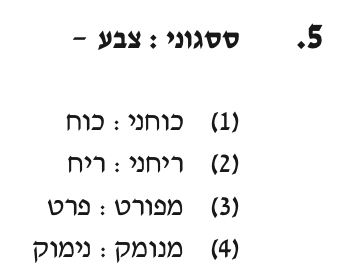 5. ססגוני : צבע –
(1) כוחני : כוח
(2) ריחני : ריח
(3) מפורט : פרט
(4) מנומק : נימוק